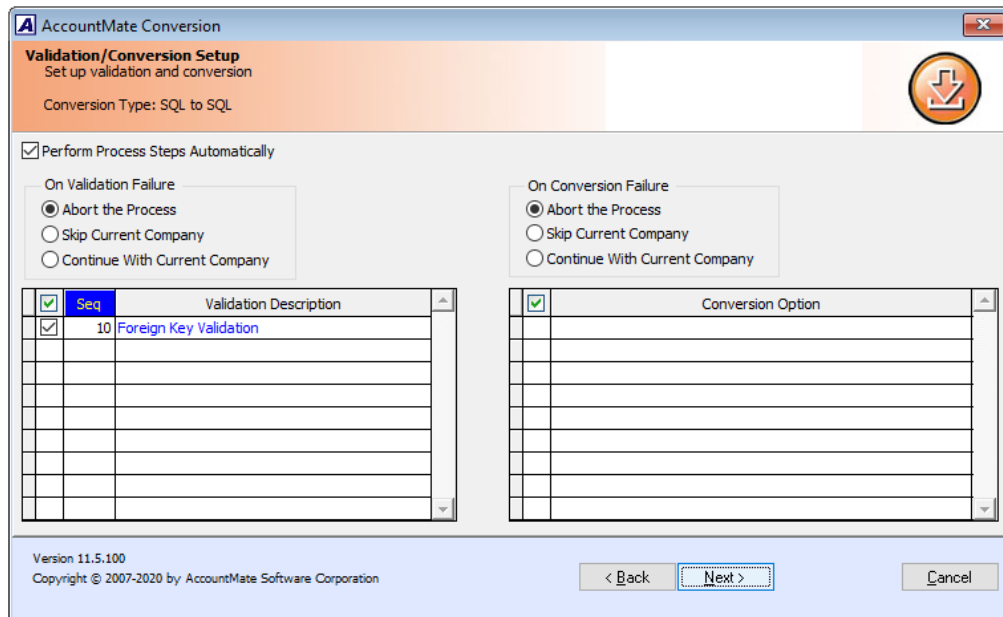 AccountMate Conversion
Validation/Conversion Setup
Set up validation and conversion
Conversion Type: SQL to SQL
Perform Process Steps Automatically
On Validation Failure
Abort the Process
Skip Current Company
Continue With Current Company
On Conversion Failure
Abort the Process
Skip Current Company
Continue With Current Company
Seq Validation Description
10 Foreign Key Validation
Conversion Option
Version 11.5.100
Copyright © 2007-2020 by AccountMate Software Corporation
< Back
Next >
Cancel